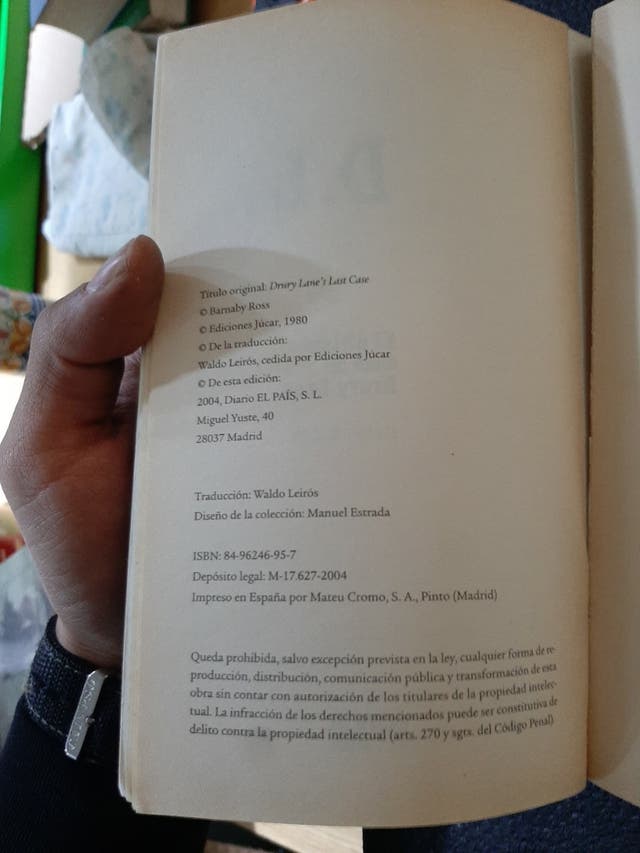 Título original: Drury Lane's Last Case
© Barnaby Ross
© Ediciones Júcar, 1980
© De la traducción:
Waldo Leirós, cedida por Ediciones Júcar
© De esta edición:
2004, Diario EL PAÍS, S. L.
Miguel Yuste, 40
28037 Madrid
Traducción: Waldo Leirós
Diseño de la colección: Manuel Estrada
ISBN: 84-96246-95-7
Depósito legal: M-17.627-2004
Impreso en España por Mateu Cromo, S. A., Pinto (Madrid)
Queda prohibida, salvo excepción prevista en la ley, cualquier forma de re-
producción, distribución, comunicación pública y transformación de esta
obra sin contar con autorización de los titulares de la propiedad intelec-
tual. La infracción de los derechos mencionados puede ser constitutiva de
delito contra la propiedad intelectual (arts. 270 y sgts. del Código Penal)